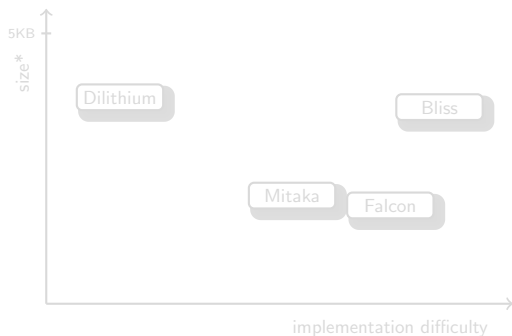 5KB
size*
Dilithium
Bliss
Mitaka
Falcon
implementation difficulty